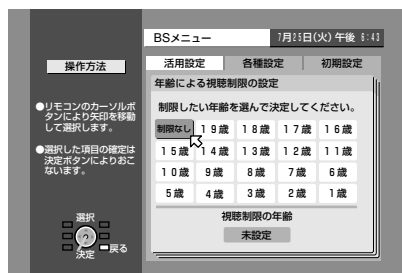 BSメニュー
7月25日(火)午後 6:43
操作方法
活用設定
各種設定
初期設定
年齢による視聴制限の設定
●リモコンのカーソルボ
タンにより矢印を移動
して選択します。
●選択した項目の確定は
決定ボタンによりおこ
ないます。
制限したい年齢を選んで決定してください。
制限なし 19歳 18歳 17歳 16歳
15歳 14歳 13歳 12歳 11歳
10歳 9歳 8歳 7歳 6歳
5歳 4歳 3歳 2歳 1歳
視聴制限の年齢
未設定
選択
戻る
決定